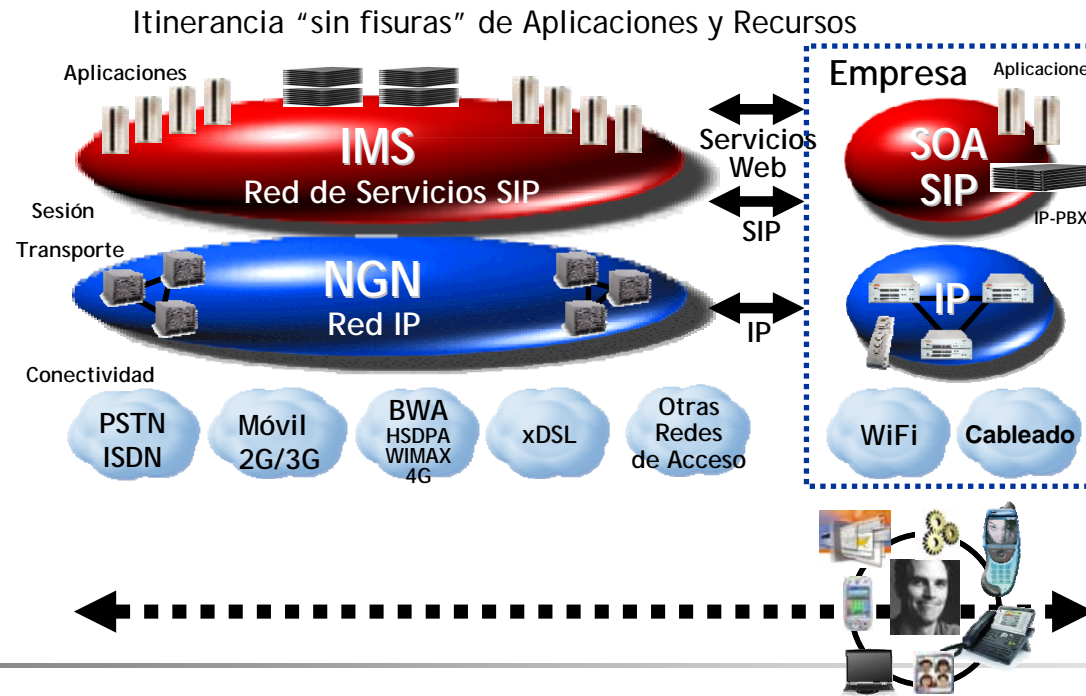 Itinerancia “sin fisuras” de Aplicaciones y Recursos
Aplicaciones
IMS
Red de Servicios SIP
Sesión
Transporte
NGN
Red IP
Conectividad
PSTN
ISDN
Móvil
2G/3G
BWA
HSDPA
WIMAX
4G
xDSL
Otras
Redes
de Acceso
Servicios
Web
SIP
IP
Empresa
Aplicacione
SOA
SIP
IP-PBX
IP
WiFi
Cableado